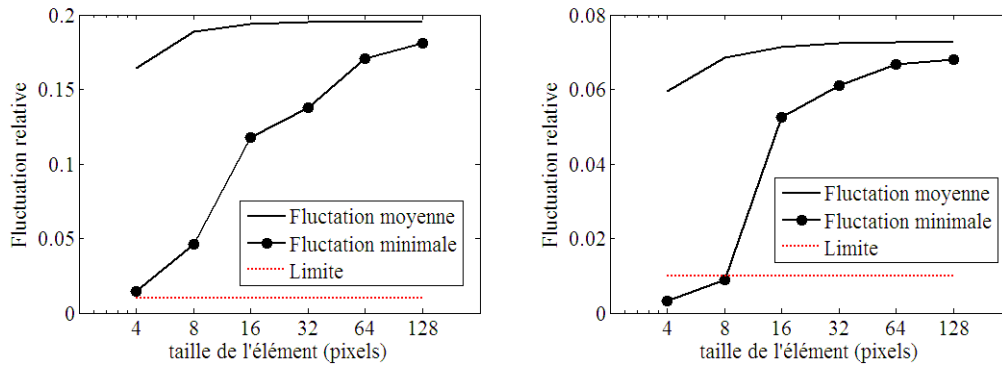 0.2
0.15
0.1
0.05
0
Fluctuation relative
Fluctation moyenne
Fluctation minimale
Limite
4 8 16 32 64 128
taille de l'élément (pixels)
0.08
0.06
0.04
0.02
0
Fluctuation relative
Fluctation moyenne
Fluctation minimale
Limite
4 8 16 32 64 128
taille de l'élément (pixels)